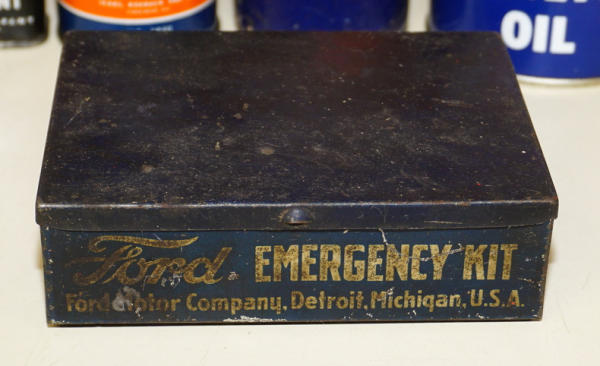 OIL
Ford EMERGENCY KIT
Ford Motor Company, Detroit, Michigan, U.S.A.